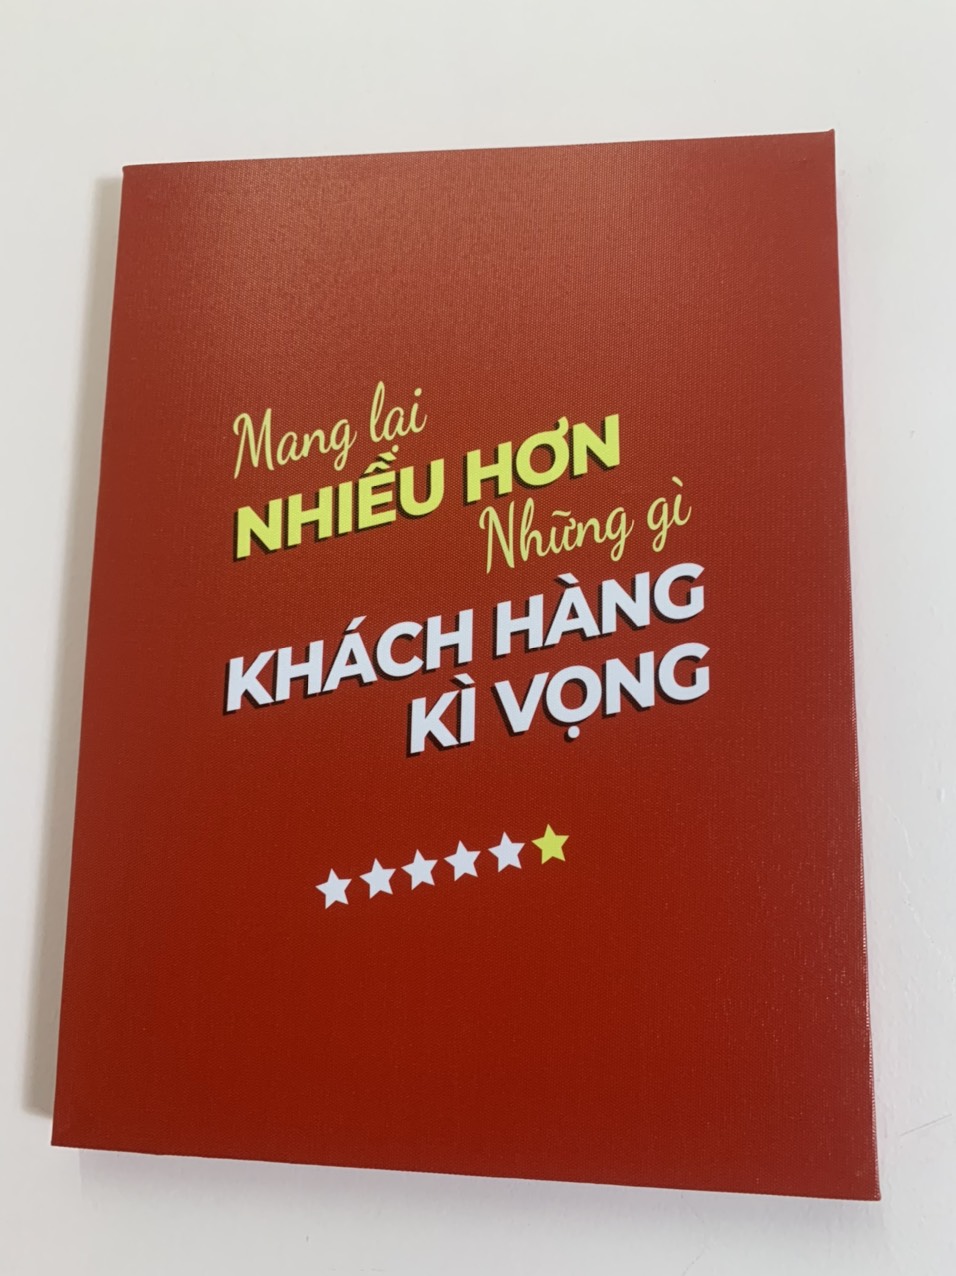 Mang lại
NHIỀU HƠN
Những gì
KHÁCH HÀNG
KÌ VỌNG